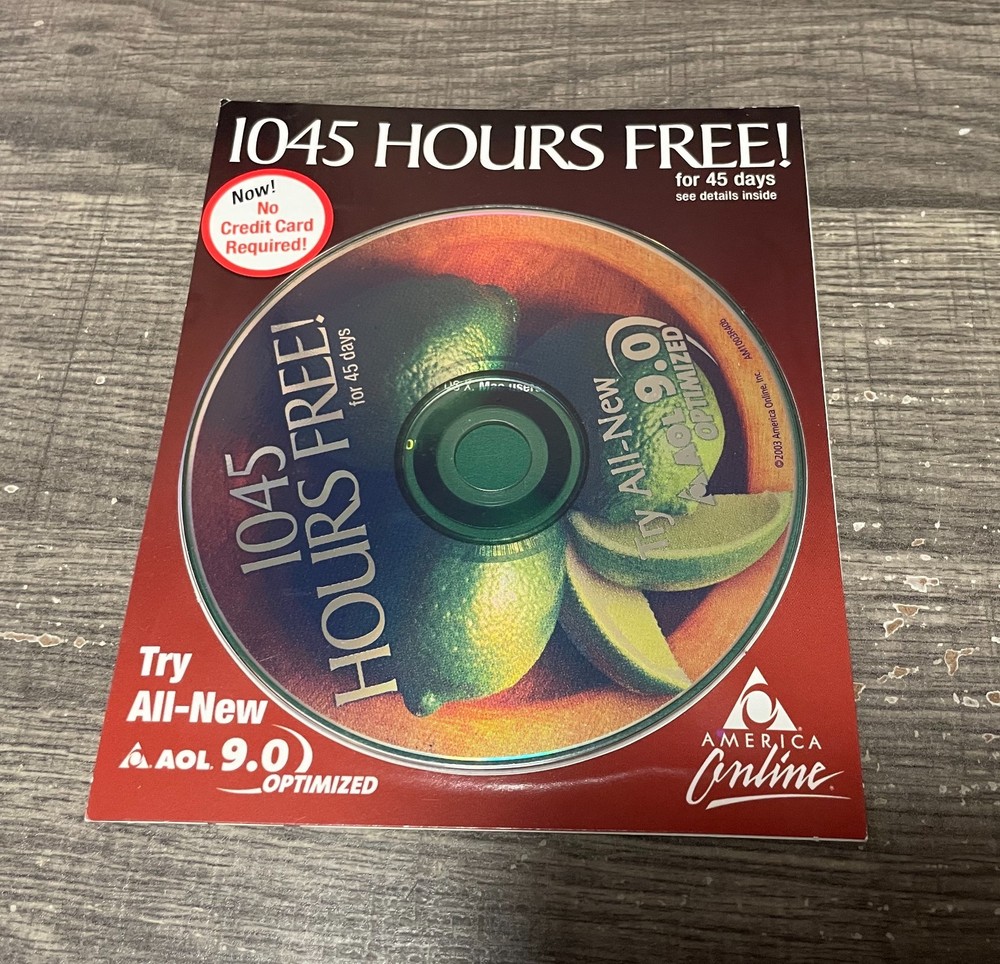 1045 HOURS FREE!
for 45 days
see details inside
Now!
No
Credit Card
Required!
1045
HOURS FREE!
for 45 days
Try All-New
AOL 9.0
OPTIMIZED
©2003 America Online, Inc.
Mac users
Try
All-New
AOL 9.0
OPTIMIZED
AMERICA
Online